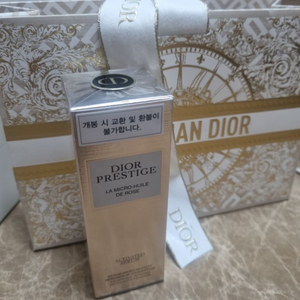 DIOR
AN DIOR
개봉 시 교환 및 환불이
불가합니다.
DIOR
PRESTIGE
LA MICRO-HUILE
DE ROSE
DIOR